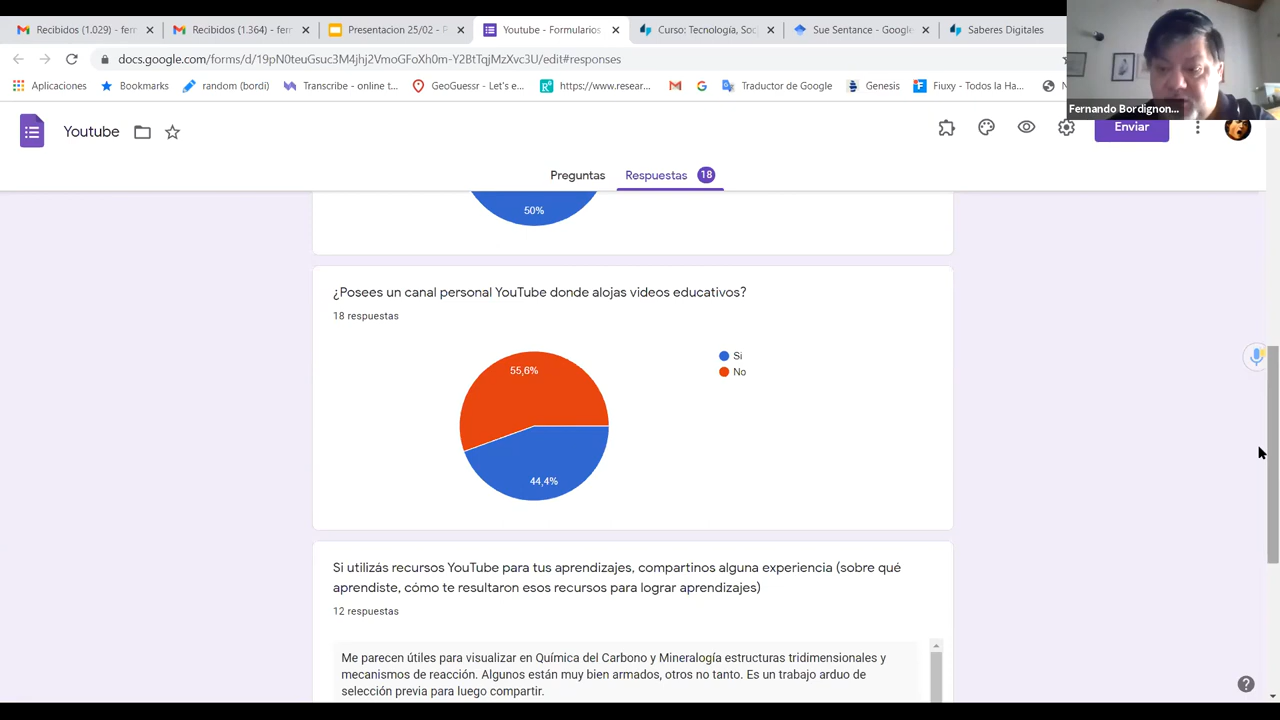 Recibidos (1.029) - ferr
Recibidos (1.364) - ferr
Presentacion 25/02 - P
Youtube - Formularios
Curso: Tecnología, Soc
Sue Sentance - Google
Saberes Digitales
docs.google.com/forms/d/19pN0teuGsuc3M4jhpjPVmoGFoXh0m-Y2BtTqjMzXvc3U/edit#responses
Aplicaciones
Bookmarks
random (bordi)
Transcribe - online t...
GeoGuessr - Let's e...
https://www.resear...
Traductor de Google
Genesis
Fiuxy - Todos la Ha...
Fernando Bordignon...
Youtube
Enviar
Preguntas
Respuestas 18
50%
¿Posees un canal personal YouTube donde alojas videos educativos?
18 respuestas
55,6%
44,4%
Si
No
Si utilizás recursos YouTube para tus aprendizajes, compartinos alguna experiencia (sobre qué
aprendiste, cómo te resultaron esos recursos para lograr aprendizajes)
12 respuestas
Me parecen útiles para visualizar en Química del Carbono y Mineralogía estructuras tridimensionales y
mecanismos de reacción. Algunos están muy bien armados, otros no tanto. Es un trabajo arduo de
selección previa para luego compartir.